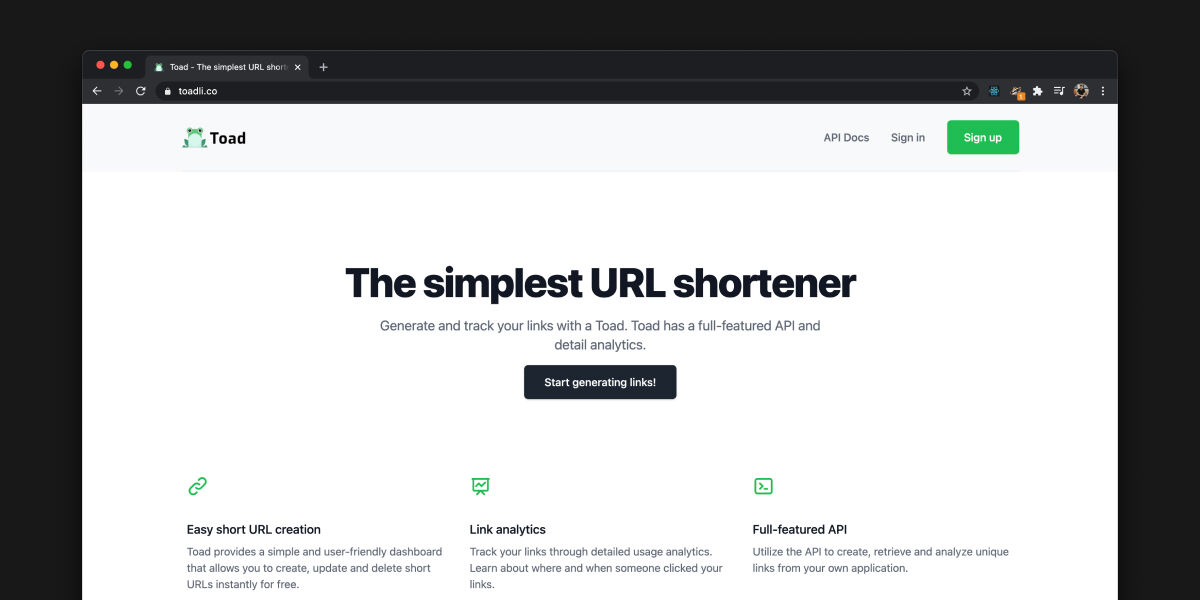 Toad - The simplest URL short
toadli.co
Toad
API Docs
Sign in
Sign up
The simplest URL shortener
Generate and track your links with a Toad. Toad has a full-featured API and
detail analytics.
Start generating links!
Easy short URL creation
Toad provides a simple and user-friendly dashboard
that allows you to create, update and delete short
URLs instantly for free.
Link analytics
Track your links through detailed usage analytics.
Learn about where and when someone clicked your
links.
Full-featured API
Utilize the API to create, retrieve and analyze unique
links from your own application.